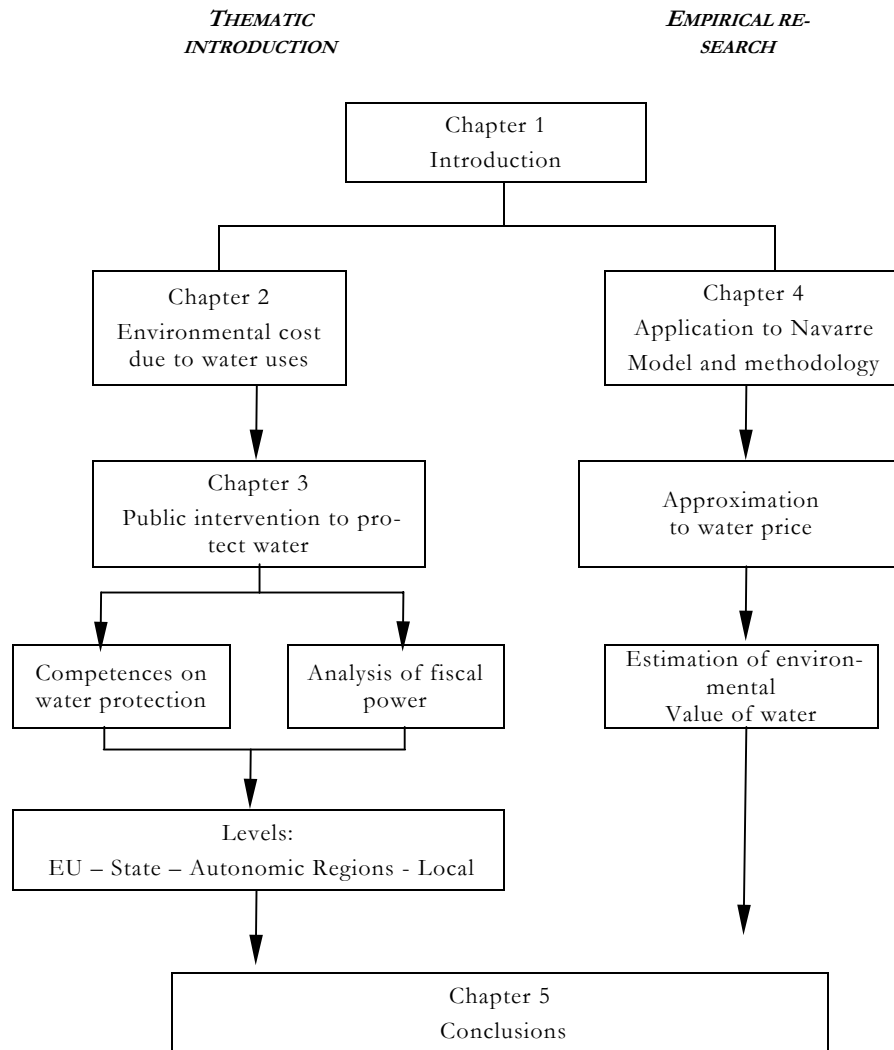 THEMATIC
INTRODUCTION
EMPIRICAL RE-
SEARCH
Chapter 1
Introduction
Chapter 2
Environmental cost
due to water uses
Chapter 4
Application to Navarre
Model and methodology
Chapter 3
Public intervention to pro-
tect water
Approximation
to water price
Competences on
water protection
Analysis of fiscal
power
Estimation of environ-
mental
Value of water
Levels:
EU – State – Autonomic Regions - Local
Chapter 5
Conclusions